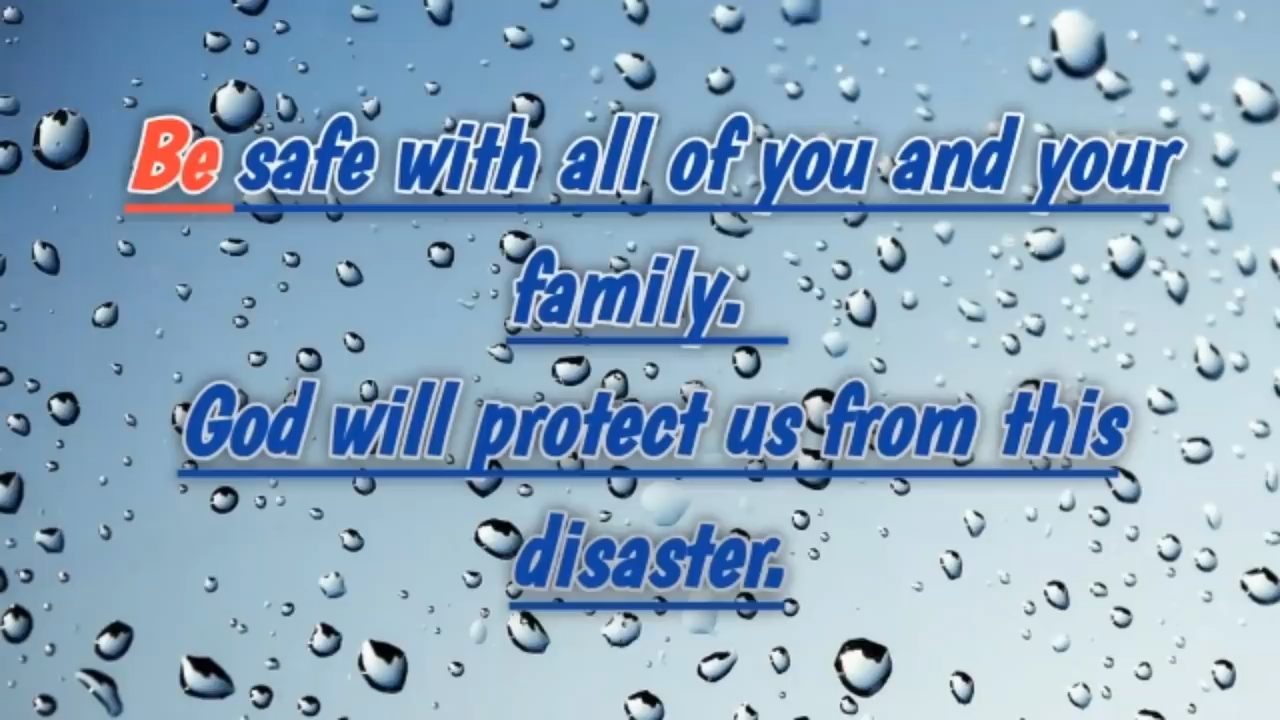 Be safe with all of you and your
family.
God will protect us from this
disaster.